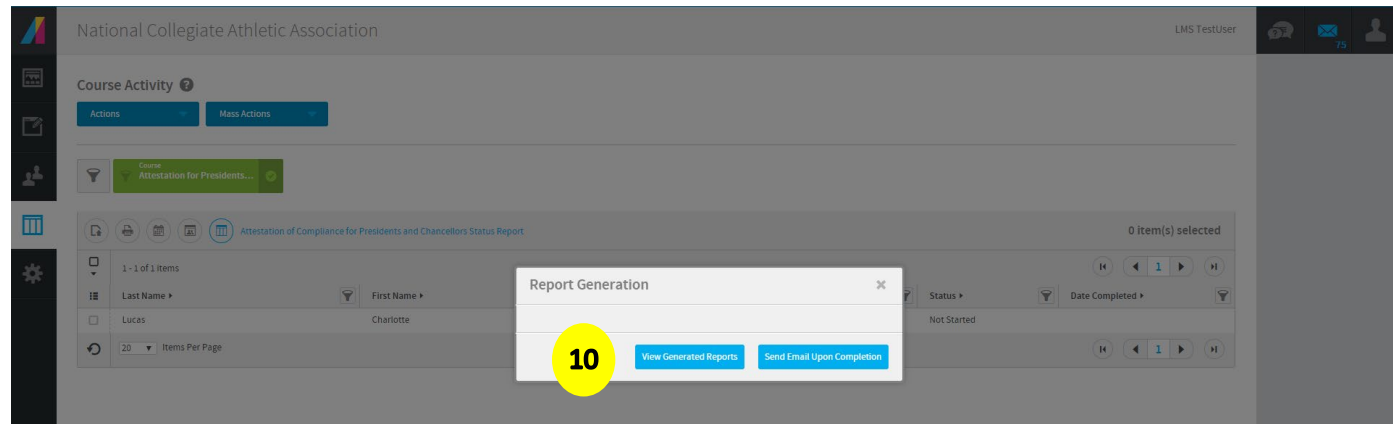 National Collegiate Athletic Association
LMS TestUser
75
Course Activity ?
Actions
Mass Actions
Course
Attestation for Presidents...
Attestation of Compliance for Presidents and Chancellors Status Report
0 item(s) selected
1 - 1 of 1 items
1
Last Name
First Name
Status
Date Completed
Lucas
Charlotte
Not Started
20
Items Per Page
1
Report Generation
10
View Generated Reports
Send Email Upon Completion